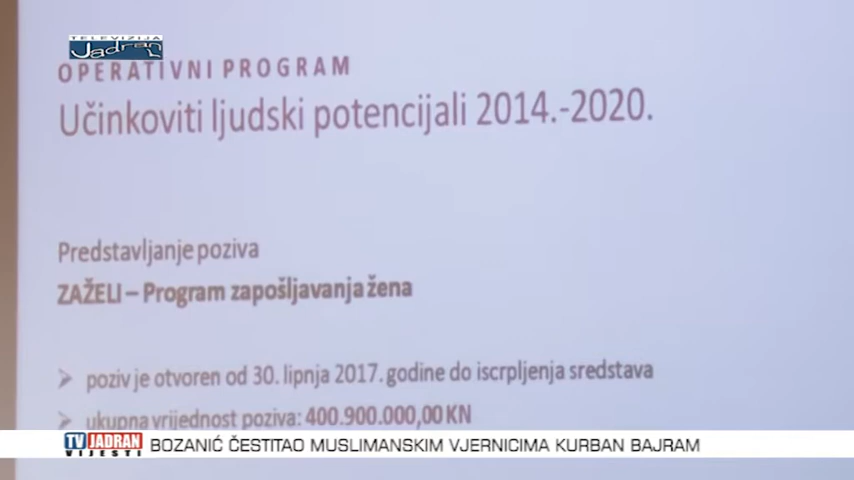 TELEVIZIJA
Jadran
OPERATIVNI PROGRAM
Učinkoviti ljudski potencijali 2014.-2020.
Predstavljanje poziva
ZAŽELI – Program zapošljavanja žena
➢ poziv je otvoren od 30. lipnja 2017. godine do iscrpljenja sredstava
➢ ukupna vrijednost poziva: 400.900.000,00 KN
TV JADRAN
VIJESTI
BOZANIĆ ČESTITAO MUSLIMANSKIM VJERNICIMA KURBAN BAJRAM